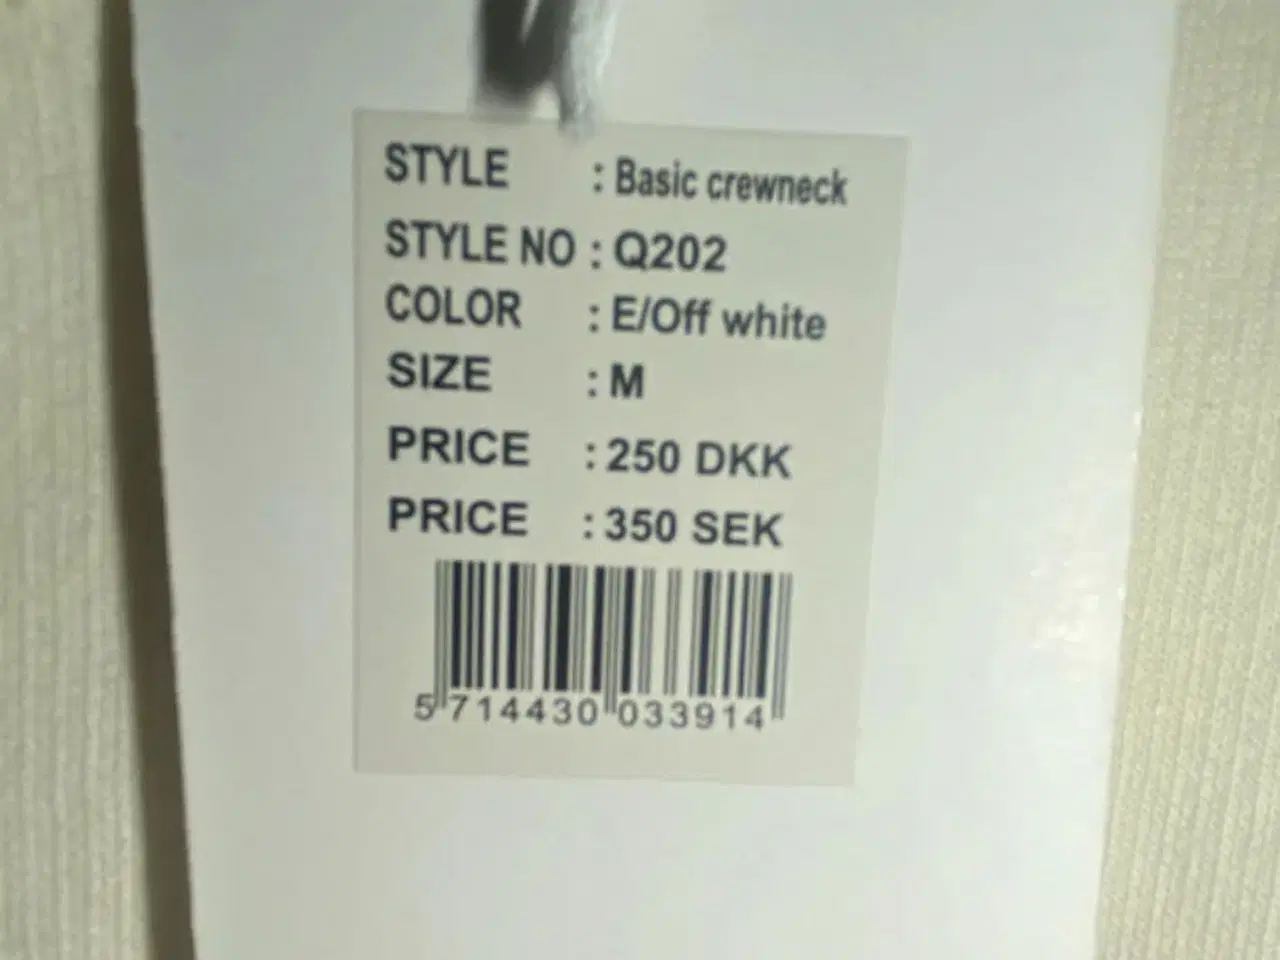 STYLE : Basic crewneck
STYLE NO : Q202
COLOR : E/Off white
SIZE : M
PRICE : 250 DKK
PRICE : 350 SEK
5 714430 033914